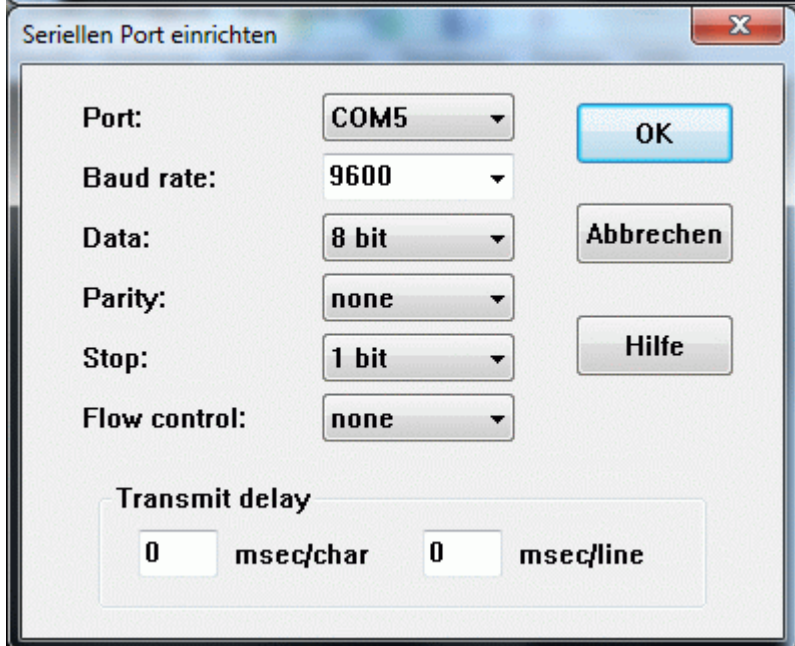 Seriellen Port einrichten
Port: COM5 OK
Baud rate: 9600
Data: 8 bit Abbrechen
Parity: none
Stop: 1 bit Hilfe
Flow control: none
Transmit delay
0 msec/char 0 msec/line